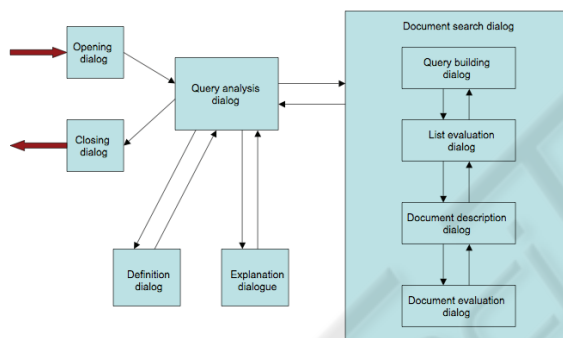 Opening
dialog
Closing
dialog
Query analysis
dialog
Definition
dialog
Explanation
dialogue
Document search dialog
Query building
dialog
List evaluation
dialog
Document description
dialog
Document evaluation
dialog